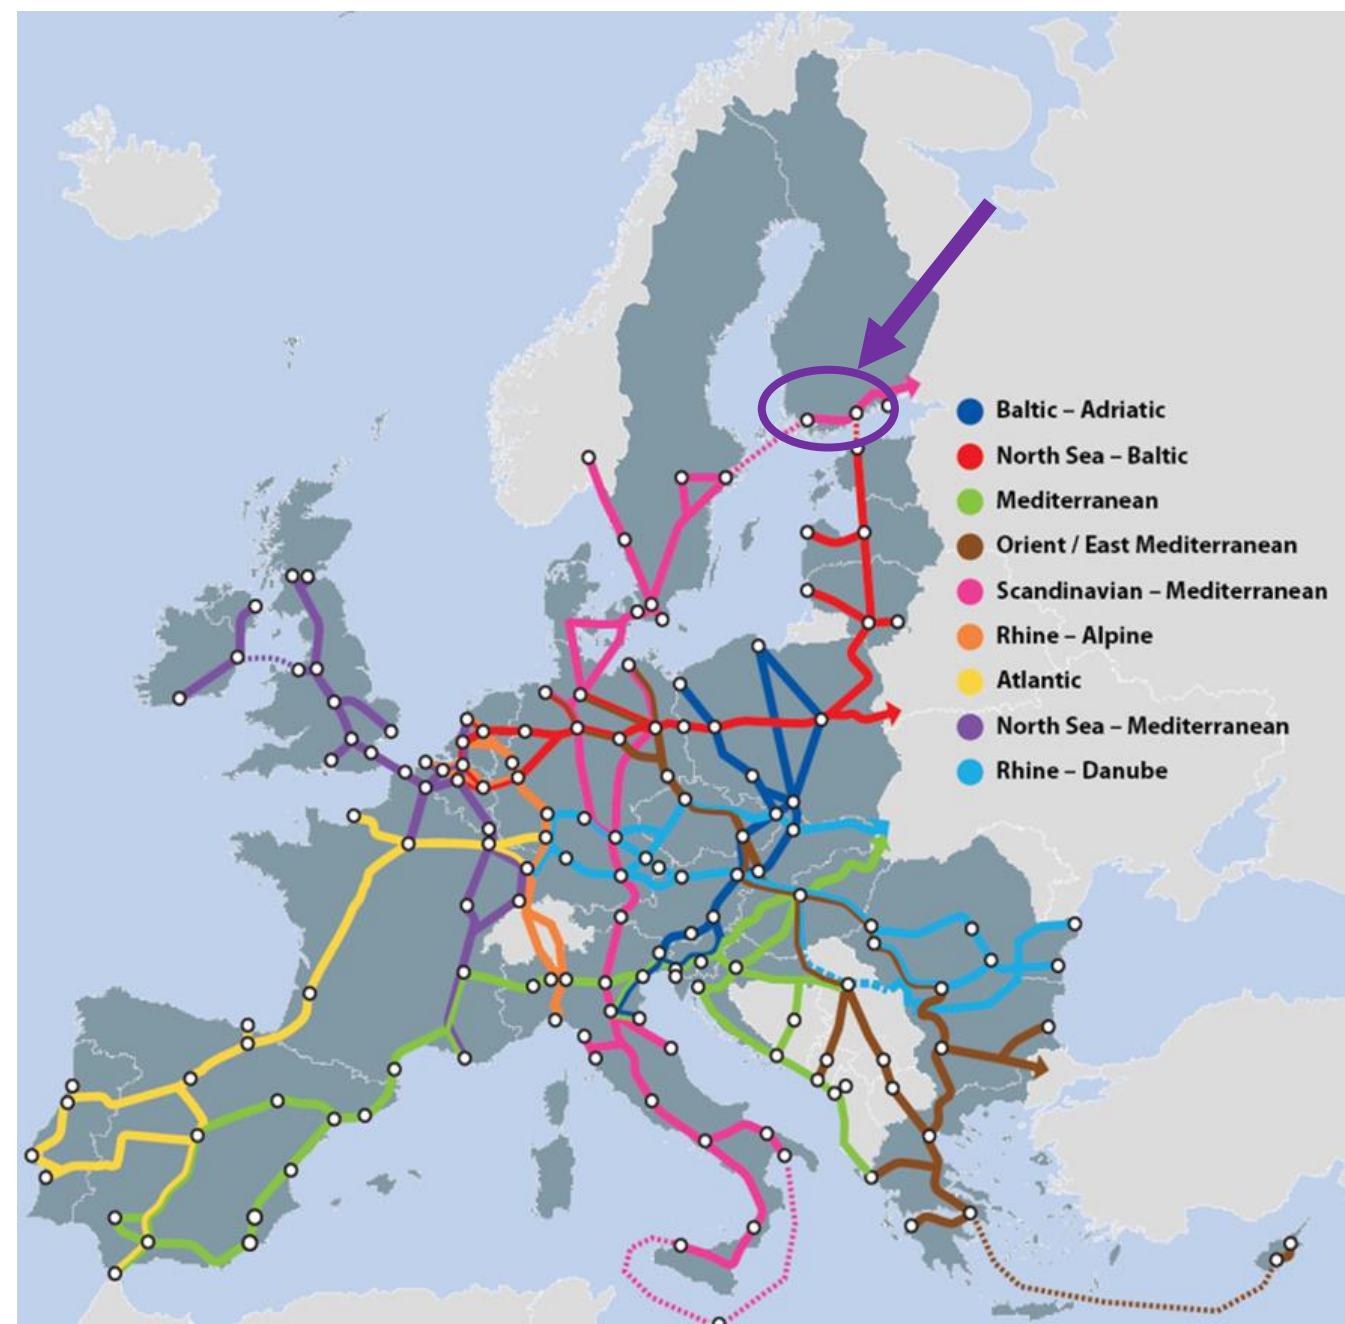 Baltic – Adriatic
North Sea – Baltic
Mediterranean
Orient / East Mediterranean
Scandinavian – Mediterranean
Rhine – Alpine
Atlantic
North Sea – Mediterranean
Rhine – Danube